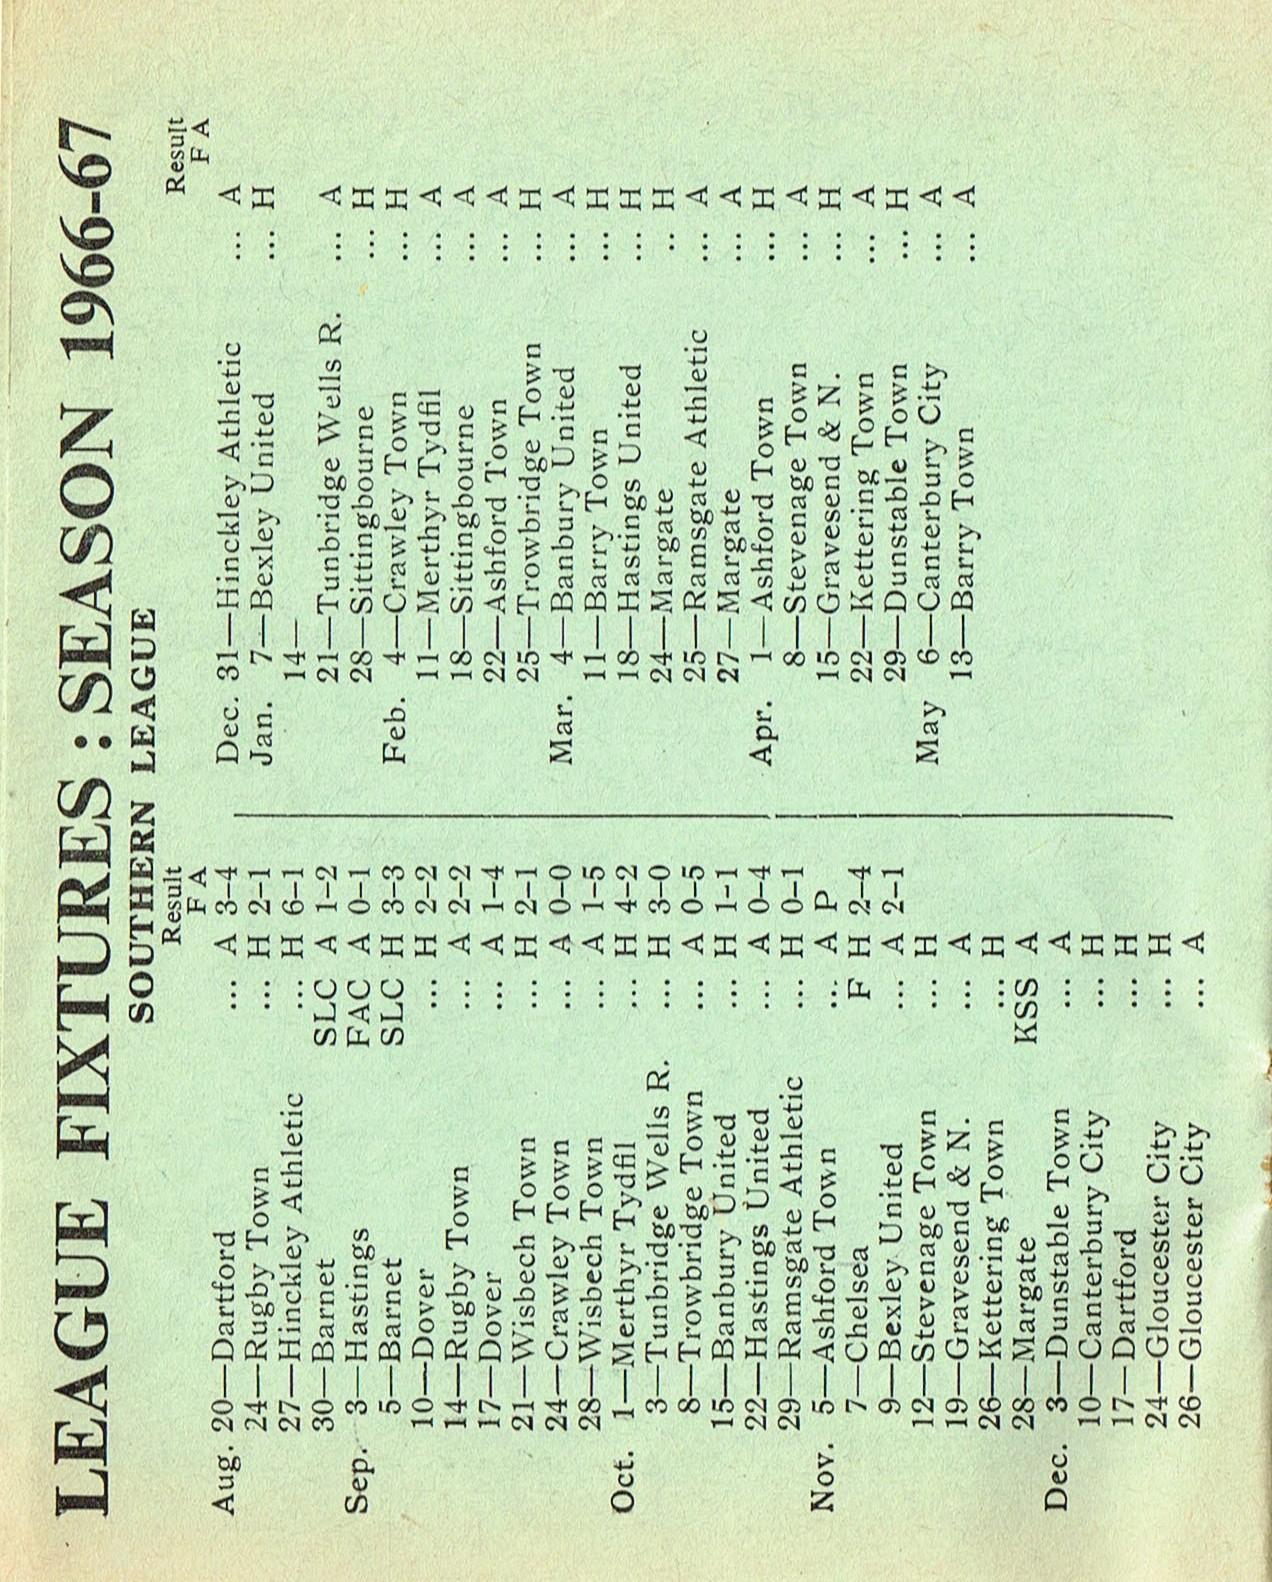 LEAGUE FIXTURES : SEASON 1966-67
SOUTHERN LEAGUE
Result
F A
Aug. 20—Dartford ... A 3–4
24—Rugby Town ... H 2–1
27—Hinckley Athletic ... H 6–1
30—Barnet SLC A 1–2
Sep. 3—Hastings FAC A 0–1
5—Barnet SLC H 3–3
10—Dover ... H 2–2
14—Rugby Town ... A 2–2
17—Dover ... A 1–4
21—Wisbech Town ... H 2–1
24—Crawley Town ... A 0–0
28—Wisbech Town ... A 1–5
Oct. 1—Merthyr Tydfil ... H 4–2
3—Tunbridge Wells R. ... H 3–0
8—Trowbridge Town ... A 0–5
15—Banbury United ... H 1–1
22—Hastings United ... A 0–4
29—Ramsgate Athletic ... H 0–1
Nov. 5—Ashford Town ... A P
7—Chelsea F H 2–4
9—Bexley United ... A 2–1
12—Stevenage Town ... H
19—Gravesend & N. ... A
26—Kettering Town ... H
28—Margate KSS A
Dec. 3—Dunstable Town ... A
10—Canterbury City ... H
17—Dartford ... H
24—Gloucester City ... H
26—Gloucester City ... A
Result
F A
Dec. 31—Hinckley Athletic ... A
Jan. 7—Bexley United ... H
14—
21—Tunbridge Wells R. ... A
28—Sittingbourne ... H
Feb. 4—Crawley Town ... H
11—Merthyr Tydfil ... A
18—Sittingbourne ... A
22—Ashford Town ... A
25—Trowbridge Town ... H
Mar. 4—Banbury United ... A
11—Barry Town ... H
18—Hastings United ... H
24—Margate .. H
25—Ramsgate Athletic ... A
27—Margate ... A
Apr. 1—Ashford Town ... H
8—Stevenage Town ... A
15—Gravesend & N. ... H
22—Kettering Town ... A
29—Dunstable Town ... H
May 6—Canterbury City ... A
13—Barry Town ... A